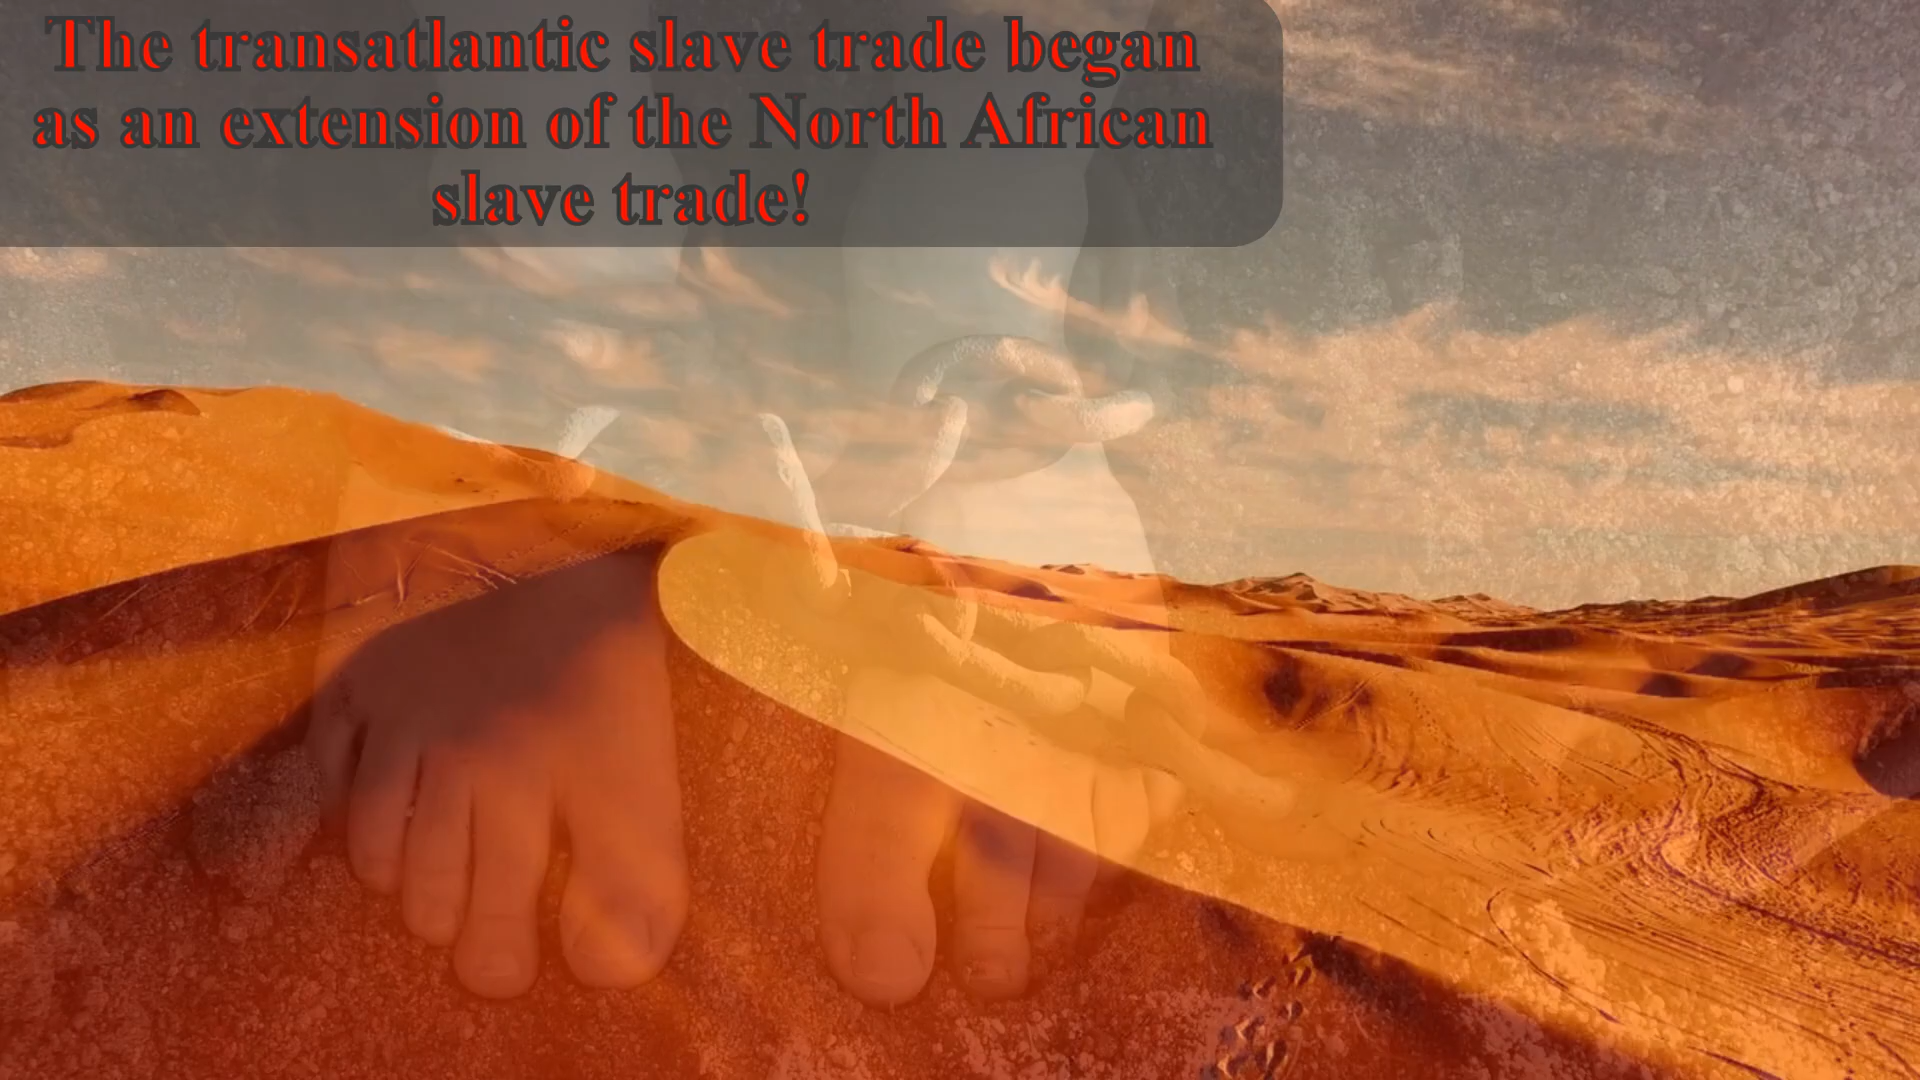 The transatlantic slave trade began
as an extension of the North African
slave trade!